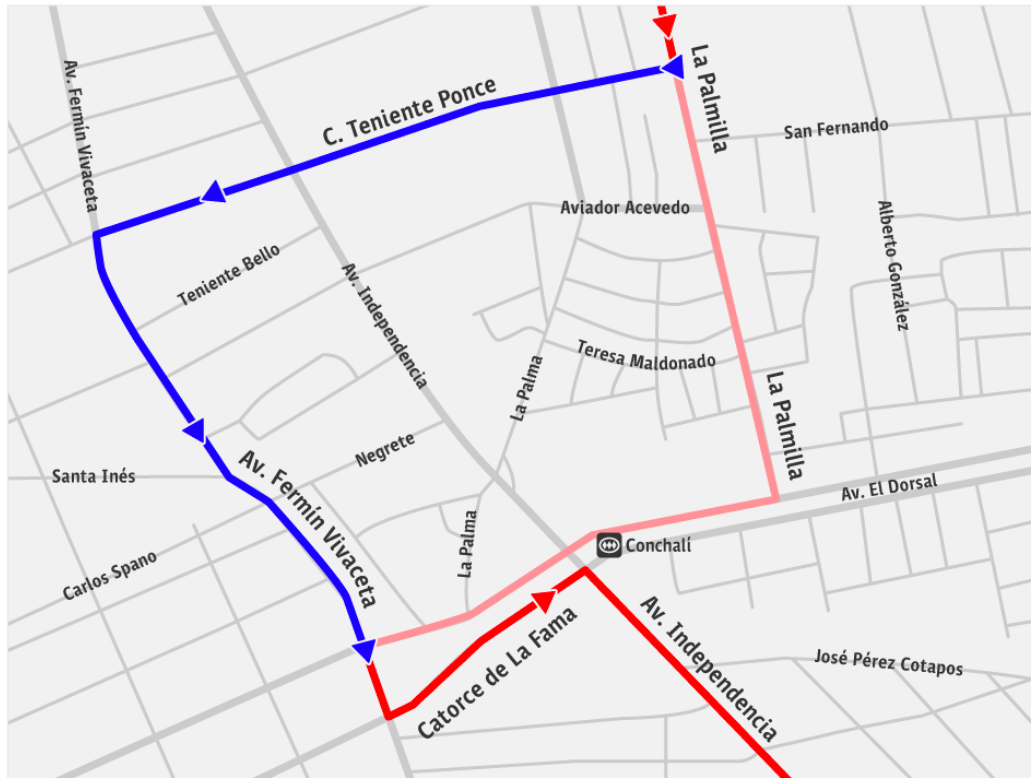 Av. Fermín Vivaceta
C. Teniente Ponce
La Palmilla
San Fernando
Aviador Acevedo
Alberto González
Teniente Bello
Av. Independencia
La Palma
Teresa Maldonado
La Palmilla
Negrete
Santa Inés
Av. Fermín Vivaceta
Av. El Dorsal
La Palma
Conchalí
Carlos Spano
Catorce de La Fama
Av. Independencia
José Pérez Cotapos